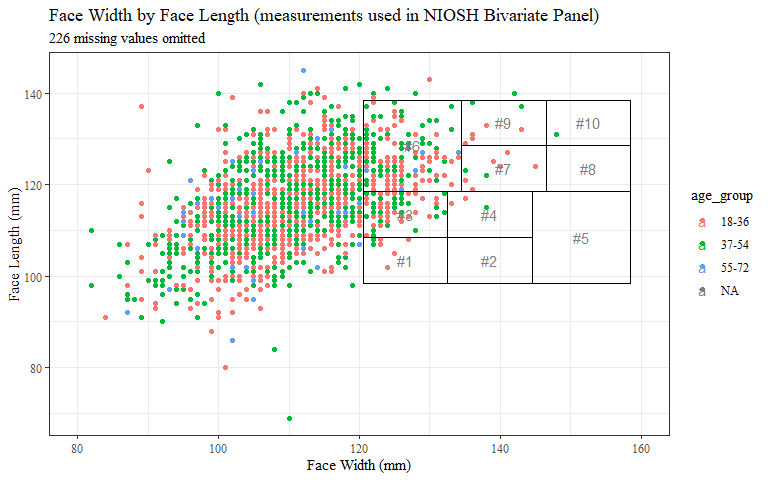 Face Width by Face Length (measurements used in NIOSH Bivariate Panel)
226 missing values omitted
Face Length (mm)
140
120
100
80
#9
#10
#6
#7
#8
#3
#4
#5
#1
#2
80
100
120
140
160
Face Width (mm)
age_group
a 18-36
a 37-54
a 55-72
a NA